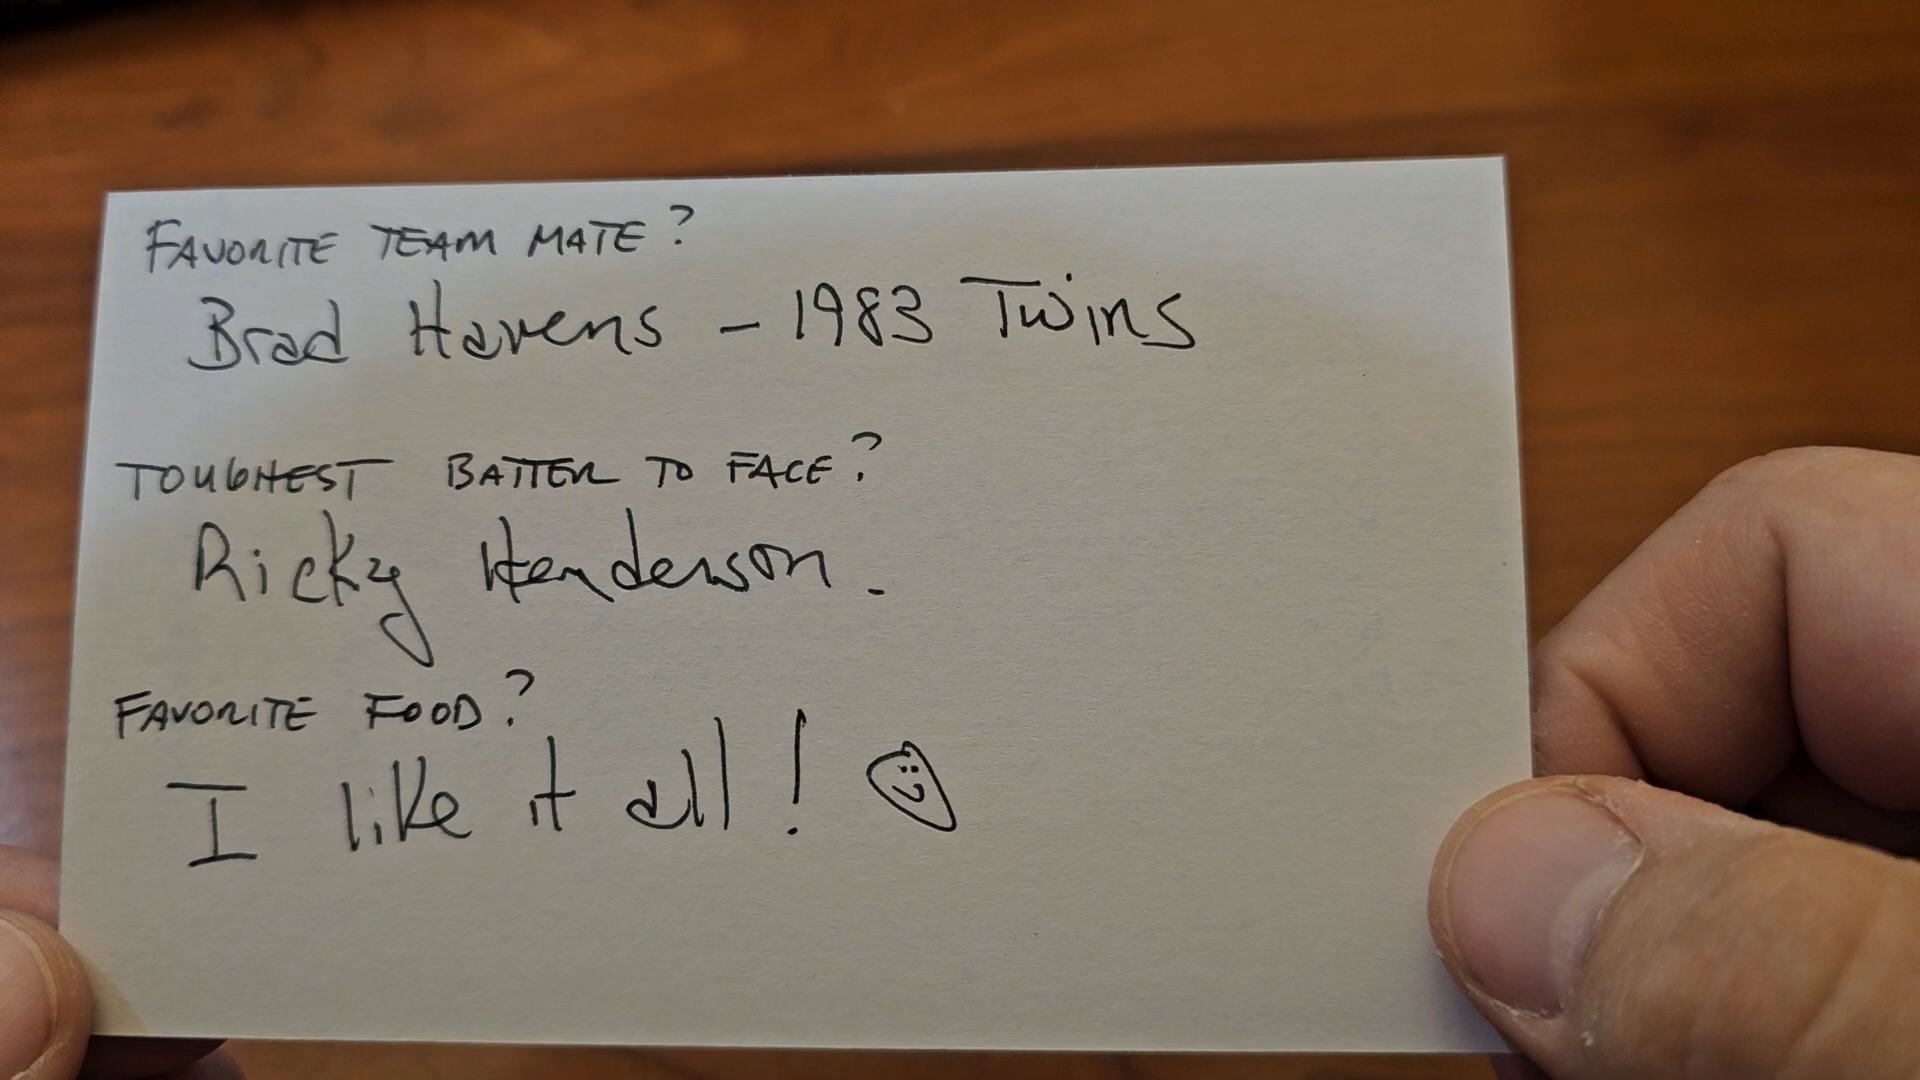 FAVORITE TEAM MATE?
Brad Havens – 1983 Twins
TOUGHEST BATTER TO FACE?
Ricky Henderson.
FAVORITE FOOD?
I like it all! ☺